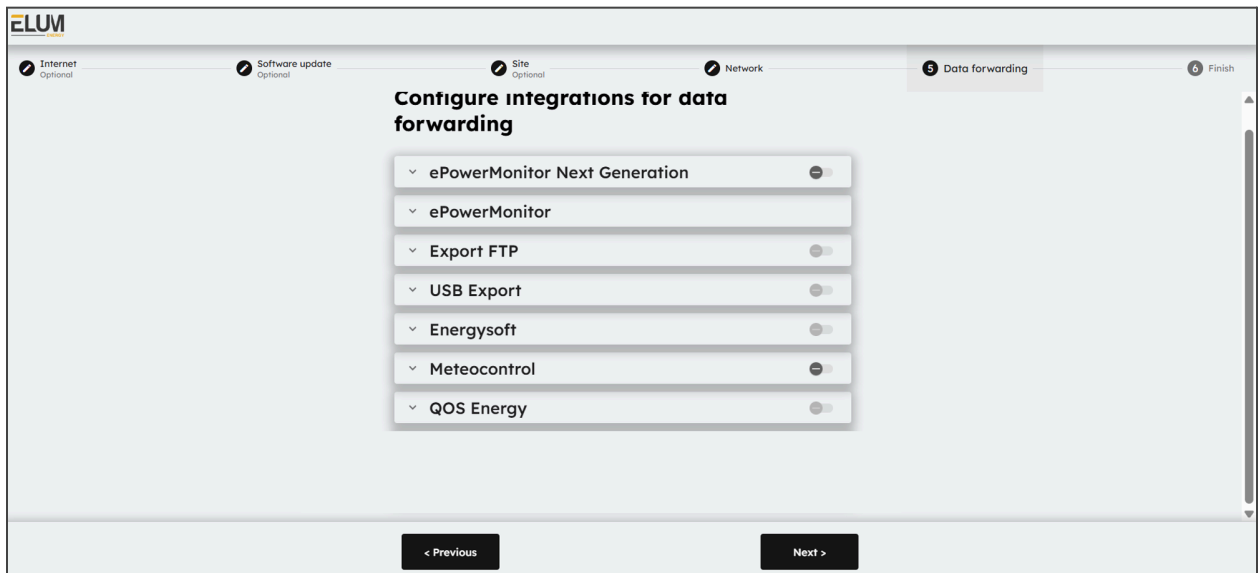 ELUM
ENERGY
Internet
Optional
Software update
Optional
Site
Optional
Network
5 Data forwarding
6 Finish
Configure integrations for data
forwarding
ePowerMonitor Next Generation
ePowerMonitor
Export FTP
USB Export
Energysoft
Meteocontrol
QOS Energy
< Previous
Next >